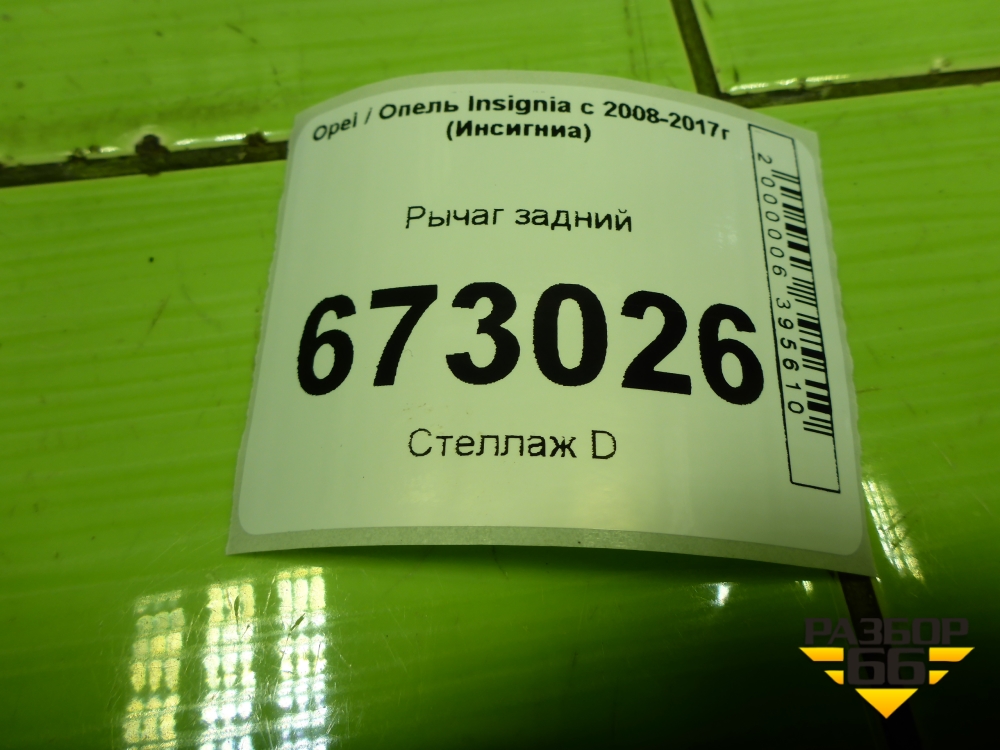 Opel / Опель Insignia с 2008-2017г
(Инсигниа)
Рычаг задний
673026
Стеллаж D
2000006395610
РАЗБОР
66